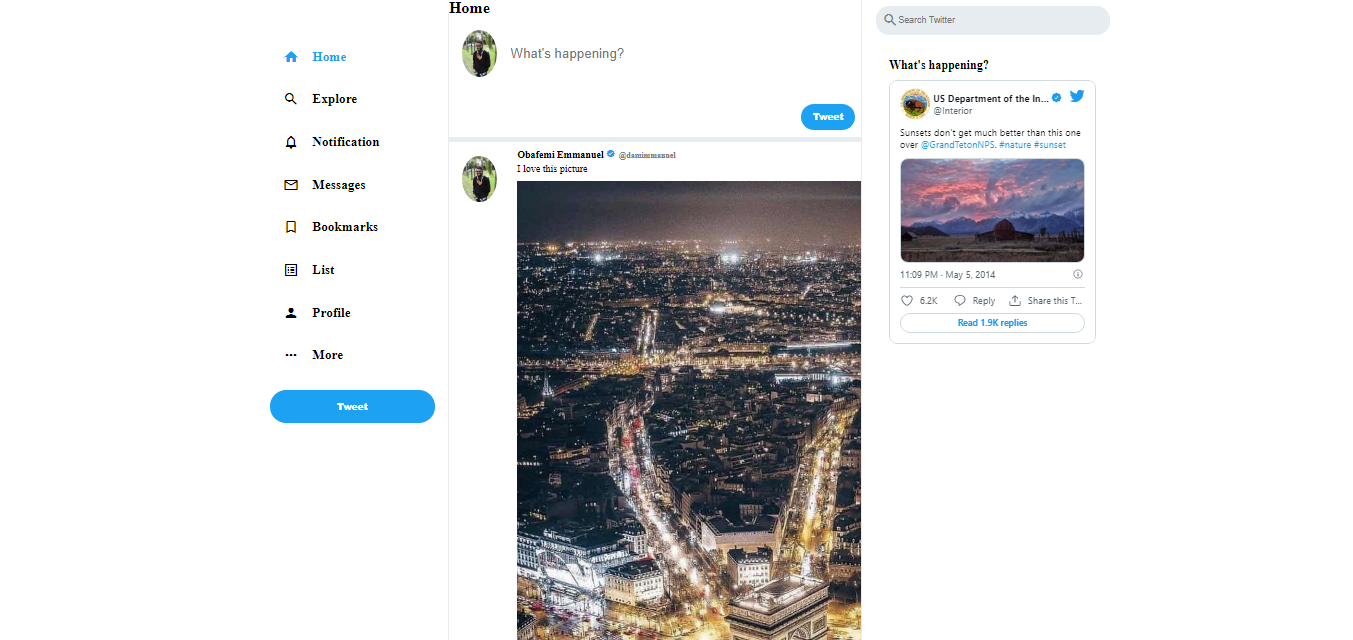 Home
Explore
Notification
Messages
Bookmarks
List
Profile
More
Tweet
Home
What's happening?
Tweet
Obafemi Emmanuel @damimmanuel
I love this picture
Search Twitter
What's happening?
US Department of the In...
@Interior
Sunsets don't get much better than this one
over @GrandTetonNPS. #nature #sunset
11:09 PM · May 5, 2014
6.2K Reply Share this T...
Read 1.9K replies